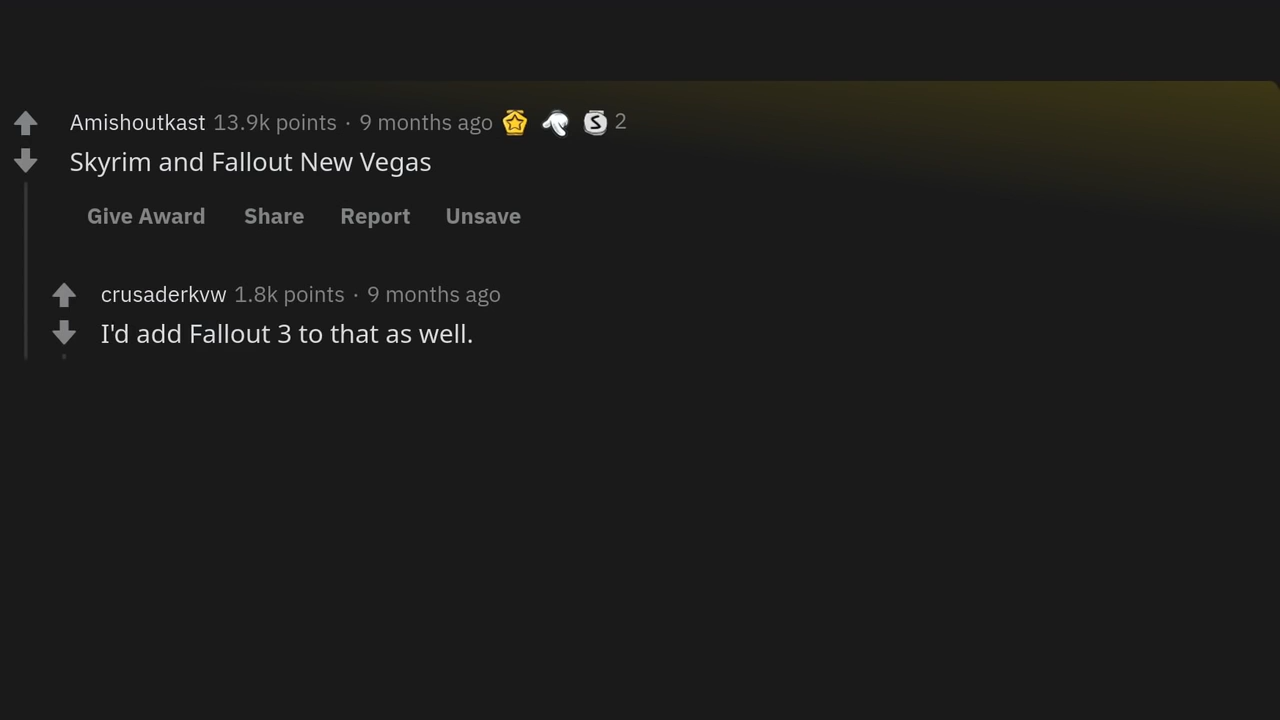 Amishoutkast 13.9k points · 9 months ago 2
Skyrim and Fallout New Vegas
Give Award Share Report Unsave
crusaderkvw 1.8k points · 9 months ago
I'd add Fallout 3 to that as well.